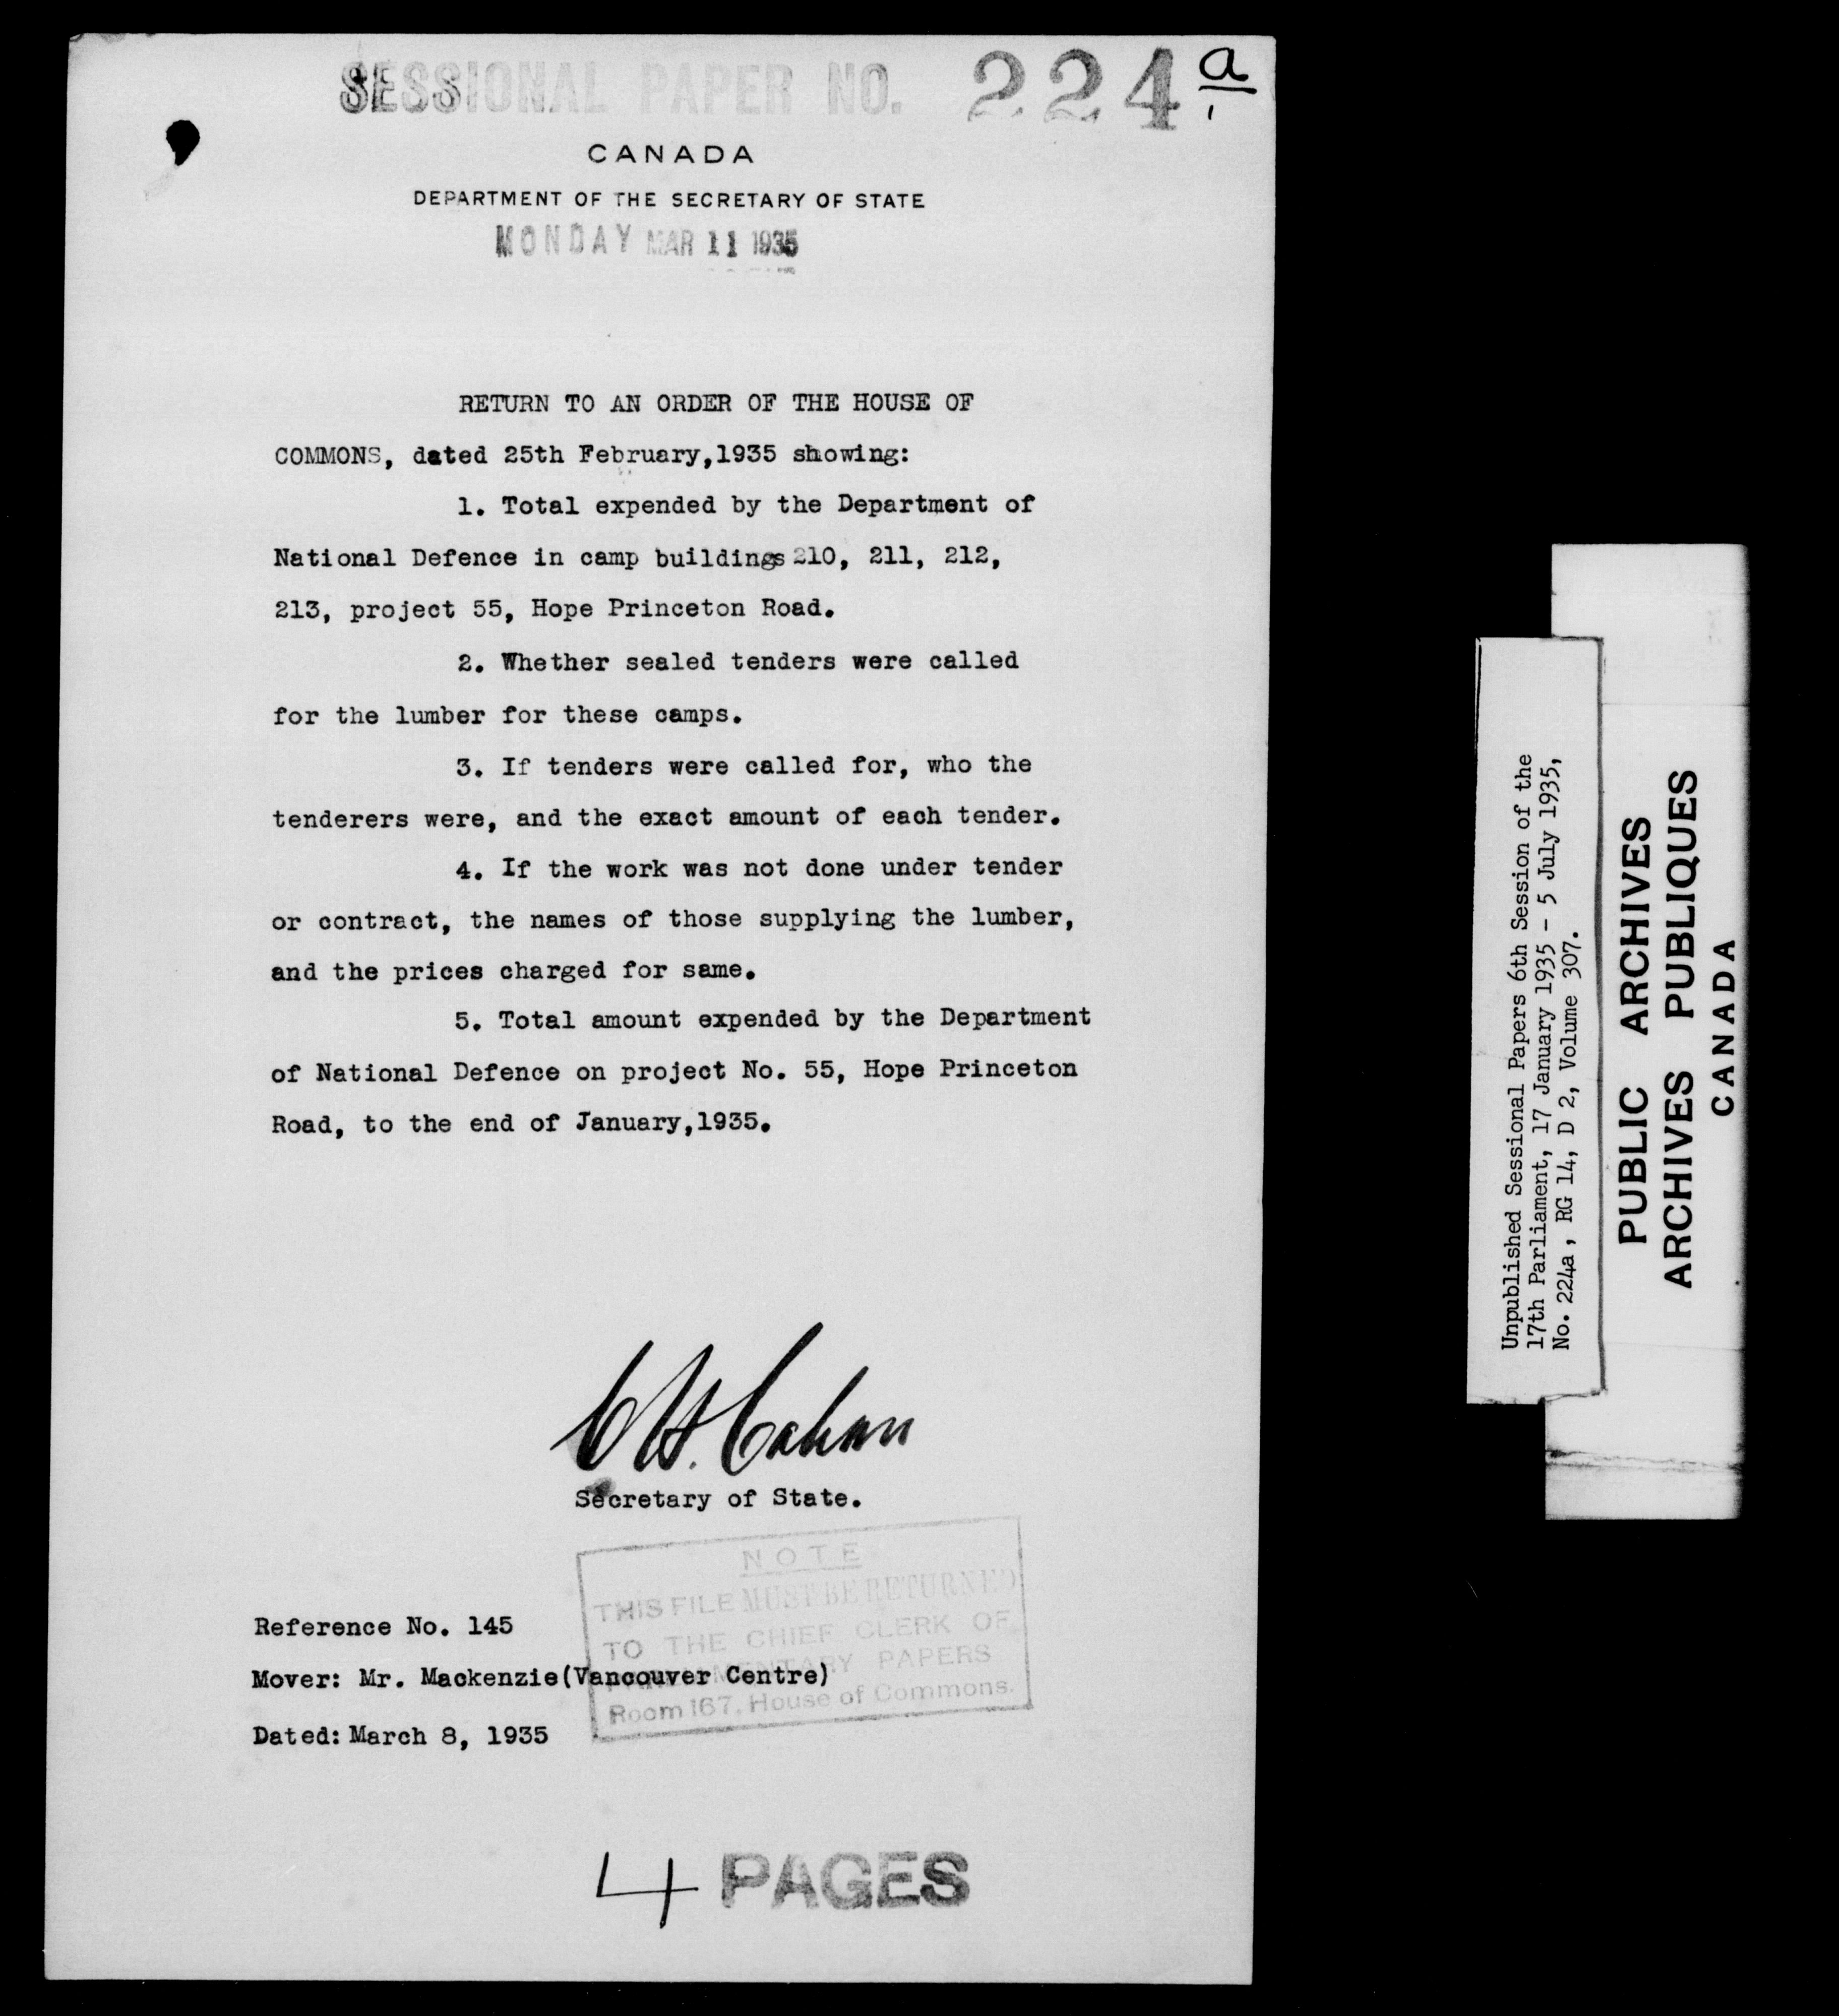 SESSIONAL PAPER NO. 224 a
1
CANADA
DEPARTMENT OF THE SECRETARY OF STATE
MONDAY MAR 11 1935
RETURN TO AN ORDER OF THE HOUSE OF
COMMONS, dated 25th February,1935 showing:
1. Total expended by the Department of
National Defence in camp buildings 210, 211, 212,
213, project 55, Hope Princeton Road.
2. Whether sealed tenders were called
for the lumber for these camps.
3. If tenders were called for, who the
tenderers were, and the exact amount of each tender.
4. If the work was not done under tender
or contract, the names of those supplying the lumber,
and the prices charged for same.
5. Total amount expended by the Department
of National Defence on project No. 55, Hope Princeton
Road, to the end of January,1935.
C H. Cahan
Secretary of State.
NOTE
THIS FILE MUST BE RETURNED
TO THE CHIEF CLERK OF
PARLIAMENTARY PAPERS
Room 167, House of Commons.
Reference No. 145
Mover: Mr. Mackenzie(Vancouver Centre)
Dated: March 8, 1935
4 PAGES
Unpublished Sessional Papers 6th Session of the
17th Parliament, 17 January 1935 - 5 July 1935,
No. 224a, RG 14, D 2, Volume 307.
PUBLIC ARCHIVES
ARCHIVES PUBLIQUES
CANADA